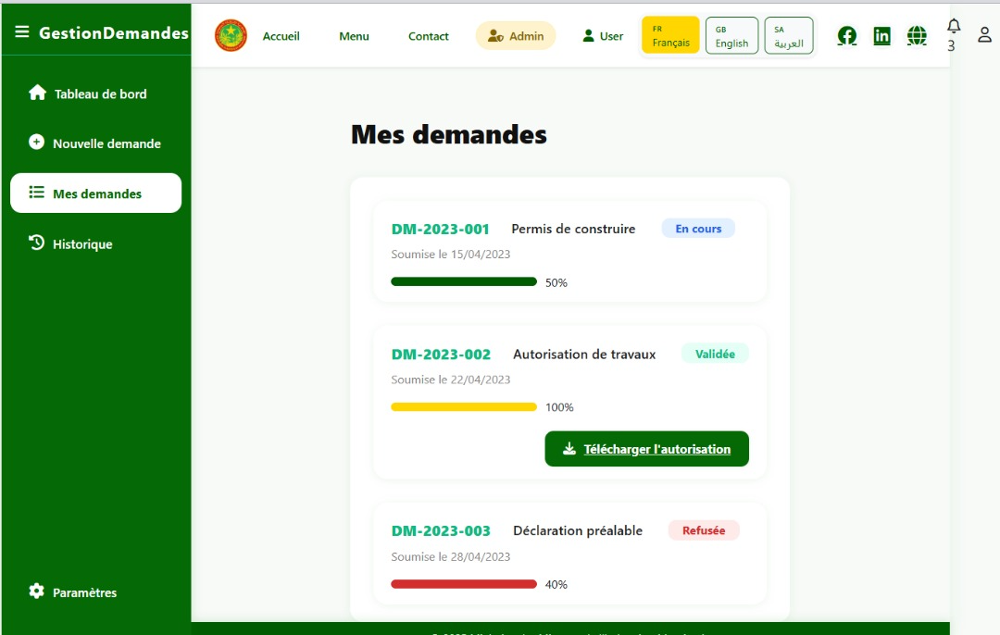 GestionDemandes
Accueil
Menu
Contact
Admin
User
FR
Français
GB
English
SA
العربية
3
Tableau de bord
Nouvelle demande
Mes demandes
Historique
Paramètres
Mes demandes
DM-2023-001 Permis de construire En cours
Soumise le 15/04/2023
50%
DM-2023-002 Autorisation de travaux Validée
Soumise le 22/04/2023
100%
Télécharger l'autorisation
DM-2023-003 Déclaration préalable Refusée
Soumise le 28/04/2023
40%